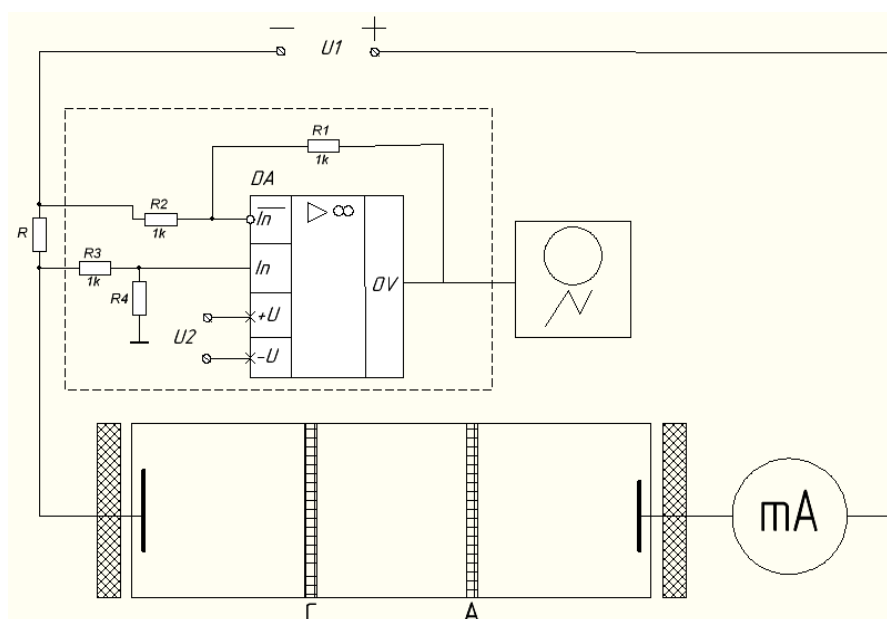 − U1 +
R1
1k
DA
R2
1k
In
▷ ∞
R
R3
1k
In
R4
OV
+U
U2
-U
mA
Г A